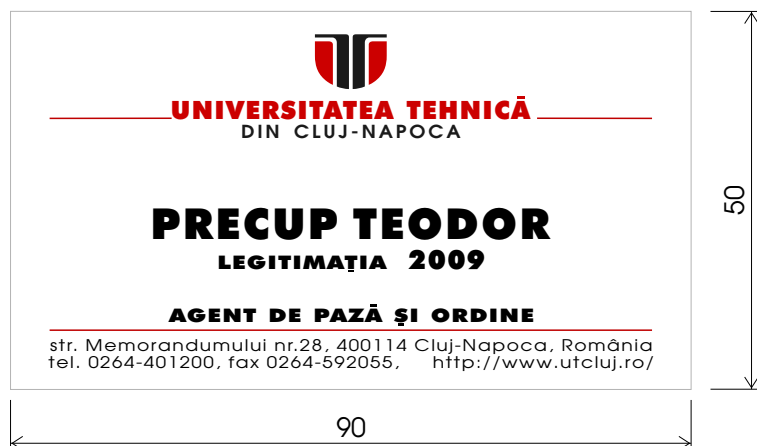 UNIVERSITATEA TEHNICĂ
DIN CLUJ-NAPOCA
PRECUP TEODOR
LEGITIMAȚIA 2009
AGENT DE PAZĂ ȘI ORDINE
str. Memorandumului nr.28, 400114 Cluj-Napoca, România
tel. 0264-401200, fax 0264-592055, http://www.utcluj.ro/
50
90